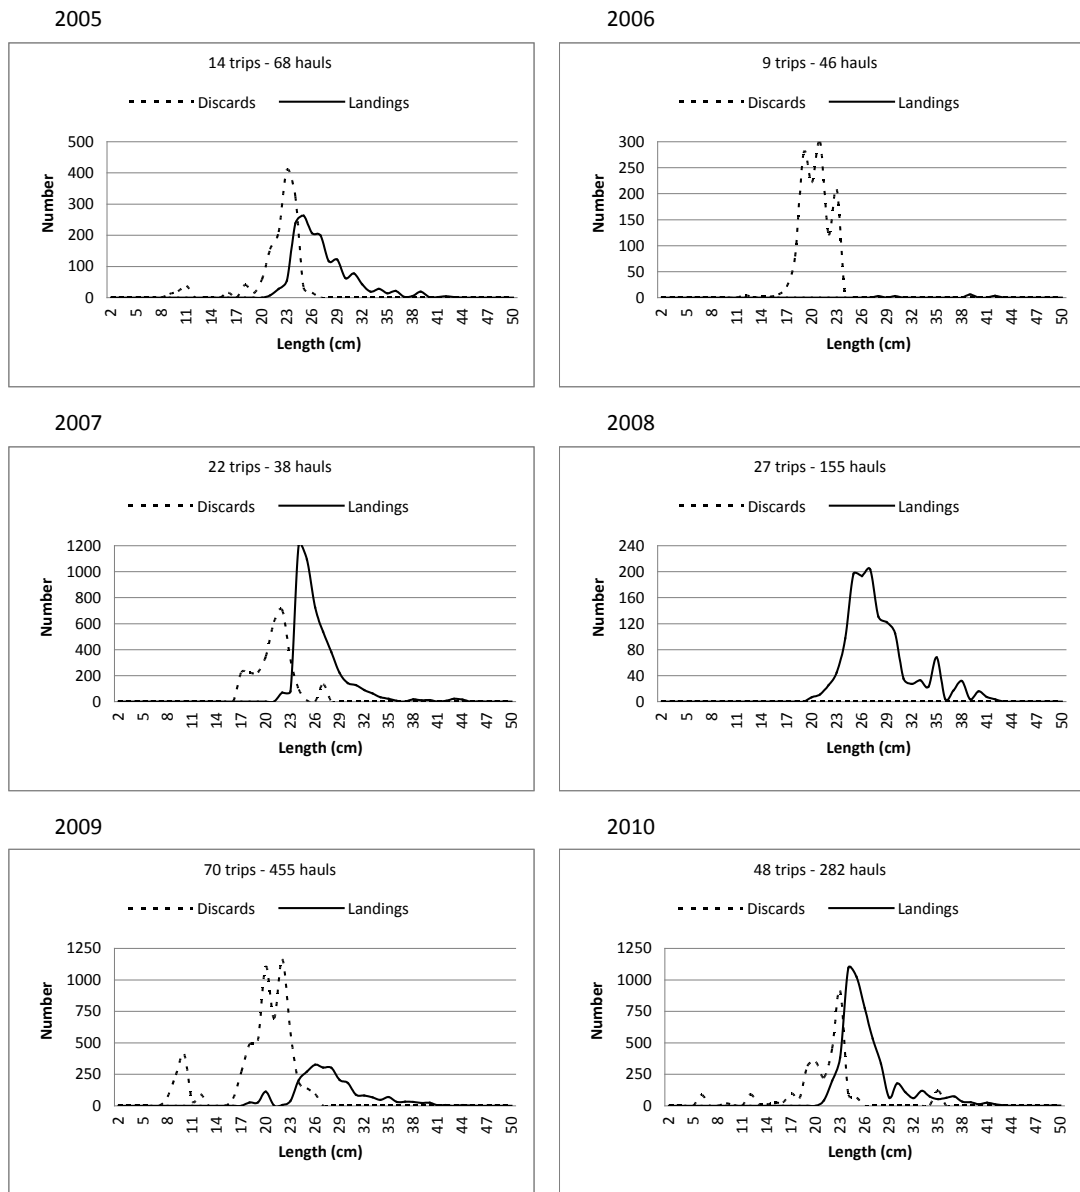 2005
14 trips - 68 hauls
Discards Landings
500
400
300
200
100
0
Number
2 5 8 11 14 17 20 23 26 29 32 35 38 41 44 47 50
Length (cm)
2006
9 trips - 46 hauls
Discards Landings
300
250
200
150
100
50
0
Number
2 5 8 11 14 17 20 23 26 29 32 35 38 41 44 47 50
Length (cm)
2007
22 trips - 38 hauls
Discards Landings
1200
1000
800
600
400
200
0
Number
2 5 8 11 14 17 20 23 26 29 32 35 38 41 44 47 50
Length (cm)
2008
27 trips - 155 hauls
Discards Landings
240
200
160
120
80
40
0
Number
2 5 8 11 14 17 20 23 26 29 32 35 38 41 44 47 50
Length (cm)
2009
70 trips - 455 hauls
Discards Landings
1250
1000
750
500
250
0
Number
2 5 8 11 14 17 20 23 26 29 32 35 38 41 44 47 50
Length (cm)
2010
48 trips - 282 hauls
Discards Landings
1250
1000
750
500
250
0
Number
2 5 8 11 14 17 20 23 26 29 32 35 38 41 44 47 50
Length (cm)